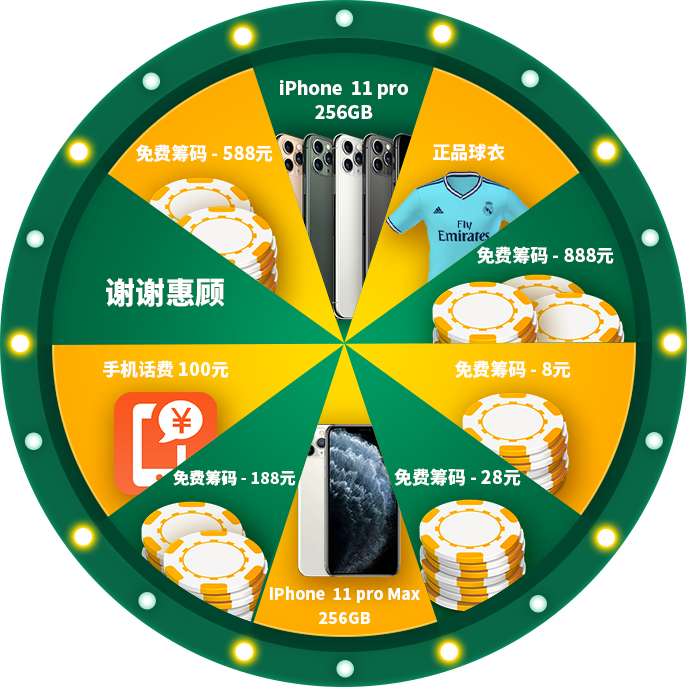 iPhone 11 pro
256GB
正品球衣
Fly
Emirates
免费筹码 - 888元
免费筹码 - 8元
免费筹码 - 28元
IPhone 11 pro Max
256GB
免费筹码 - 188元
手机话费 100元
¥
谢谢惠顾
免费筹码 - 588元